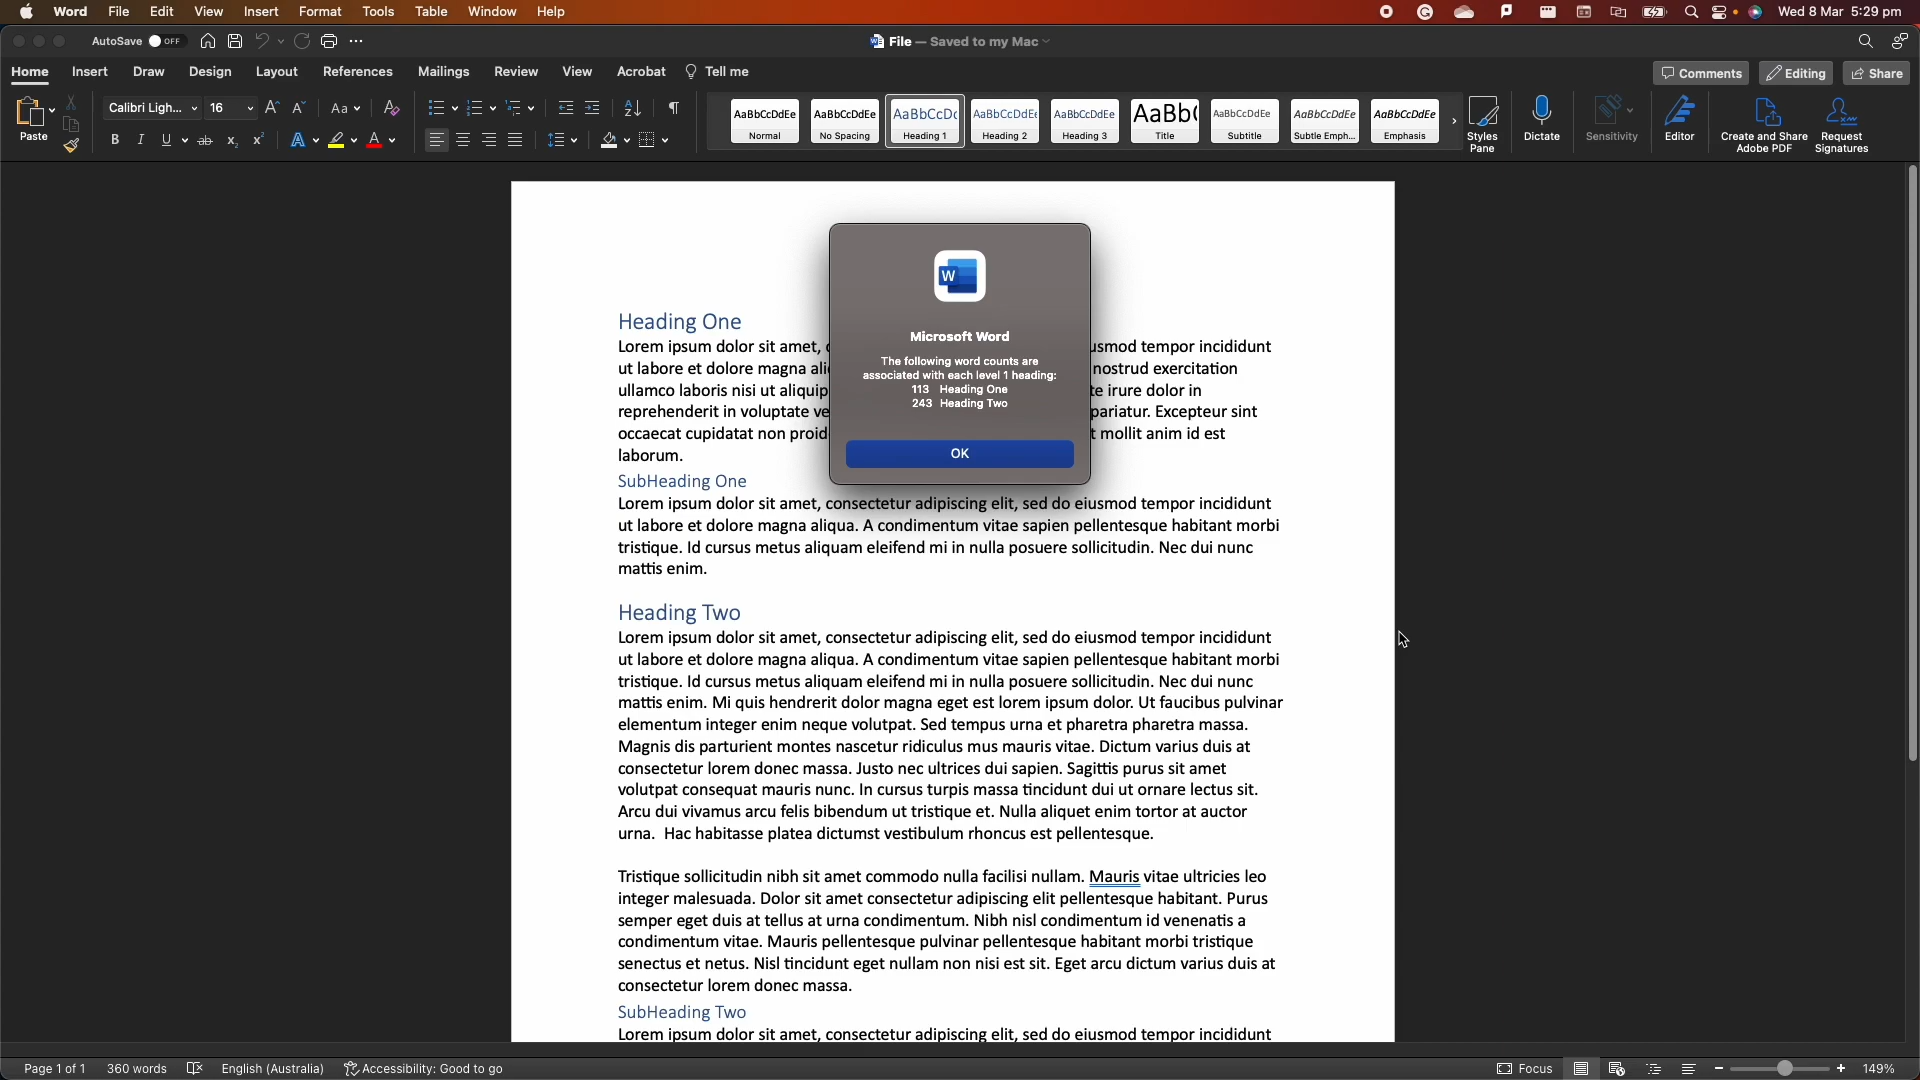 Word File Edit View Insert Format Tools Table Window Help Wed 8 Mar 5:29 pm
AutoSave OFF File — Saved to my Mac
Home Insert Draw Design Layout References Mailings Review View Acrobat Tell me Comments Editing Share
Paste Calibri Ligh... 16 Aa
AaBbCcDdEe AaBbCcDdEe AaBbCcDc AaBbCcDdEe AaBbCcDdEe AaBb( AaBbCcDdEe AaBbCcDdEe AaBbCcDdEe
Normal No Spacing Heading 1 Heading 2 Heading 3 Title Subtitle Subtle Emph... Emphasis
Styles Pane Dictate Sensitivity Editor Create and Share Adobe PDF Request Signatures
Microsoft Word
The following word counts are
associated with each level 1 heading:
113 Heading One
243 Heading Two
OK
Heading One
Lorem ipsum dolor sit amet, usmod tempor incididunt
ut labore et dolore magna ali nostrud exercitation
ullamco laboris nisi ut aliquip te irure dolor in
reprehenderit in voluptate ve pariatur. Excepteur sint
occaecat cupidatat non proid t mollit anim id est
laborum.
SubHeading One
Lorem ipsum dolor sit amet, consectetur adipiscing elit, sed do eiusmod tempor incididunt
ut labore et dolore magna aliqua. A condimentum vitae sapien pellentesque habitant morbi
tristique. Id cursus metus aliquam eleifend mi in nulla posuere sollicitudin. Nec dui nunc
mattis enim.
Heading Two
Lorem ipsum dolor sit amet, consectetur adipiscing elit, sed do eiusmod tempor incididunt
ut labore et dolore magna aliqua. A condimentum vitae sapien pellentesque habitant morbi
tristique. Id cursus metus aliquam eleifend mi in nulla posuere sollicitudin. Nec dui nunc
mattis enim. Mi quis hendrerit dolor magna eget est lorem ipsum dolor. Ut faucibus pulvinar
elementum integer enim neque volutpat. Sed tempus urna et pharetra pharetra massa.
Magnis dis parturient montes nascetur ridiculus mus mauris vitae. Dictum varius duis at
consectetur lorem donec massa. Justo nec ultrices dui sapien. Sagittis purus sit amet
volutpat consequat mauris nunc. In cursus turpis massa tincidunt dui ut ornare lectus sit.
Arcu dui vivamus arcu felis bibendum ut tristique et. Nulla aliquet enim tortor at auctor
urna. Hac habitasse platea dictumst vestibulum rhoncus est pellentesque.
Tristique sollicitudin nibh sit amet commodo nulla facilisi nullam. Mauris vitae ultricies leo
integer malesuada. Dolor sit amet consectetur adipiscing elit pellentesque habitant. Purus
semper eget duis at tellus at urna condimentum. Nibh nisl condimentum id venenatis a
condimentum vitae. Mauris pellentesque pulvinar pellentesque habitant morbi tristique
senectus et netus. Nisl tincidunt eget nullam non nisi est sit. Eget arcu dictum varius duis at
consectetur lorem donec massa.
SubHeading Two
Lorem ipsum dolor sit amet, consectetur adipiscing elit, sed do eiusmod tempor incididunt
Page 1 of 1 360 words English (Australia) Accessibility: Good to go Focus 149%